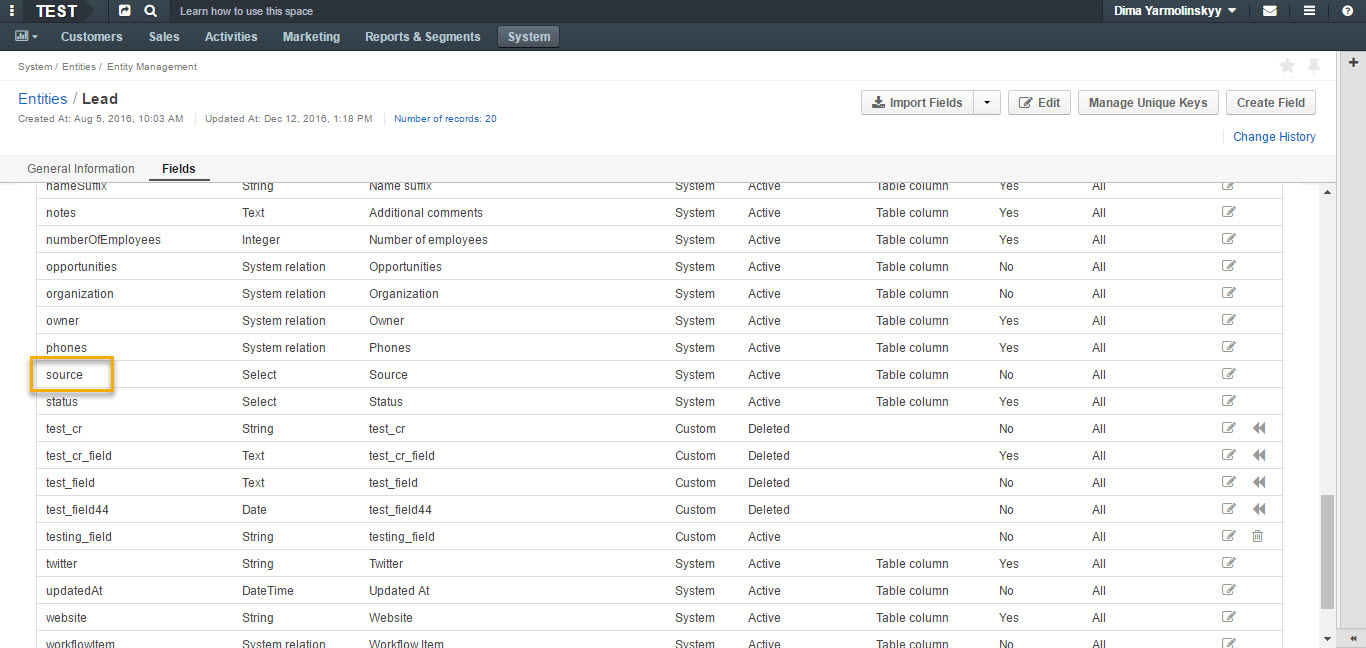 TEST Learn how to use this space Dima Yarmolinskyy
Customers Sales Activities Marketing Reports & Segments System
System / Entities / Entity Management
Entities / Lead Import Fields Edit Manage Unique Keys Create Field
Created At: Aug 5, 2016, 10:03 AM Updated At: Dec 12, 2016, 1:18 PM Number of records: 20
Change History
General Information Fields
nameSuffix String Name suffix System Active Table column Yes All
notes Text Additional comments System Active Table column Yes All
numberOfEmployees Integer Number of employees System Active Table column Yes All
opportunities System relation Opportunities System Active Table column No All
organization System relation Organization System Active Table column No All
owner System relation Owner System Active Table column Yes All
phones System relation Phones System Active Table column Yes All
source Select Source System Active Table column No All
status Select Status System Active Table column Yes All
test_cr String test_cr Custom Deleted No All
test_cr_field Text test_cr_field Custom Deleted Yes All
test_field Text test_field Custom Deleted No All
test_field44 Date test_field44 Custom Deleted No All
testing_field String testing_field Custom Active No All
twitter String Twitter System Active Table column Yes All
updatedAt DateTime Updated At System Active Table column No All
website String Website System Active Table column Yes All
workflowItem System relation Workflow Item System Active Table column No All